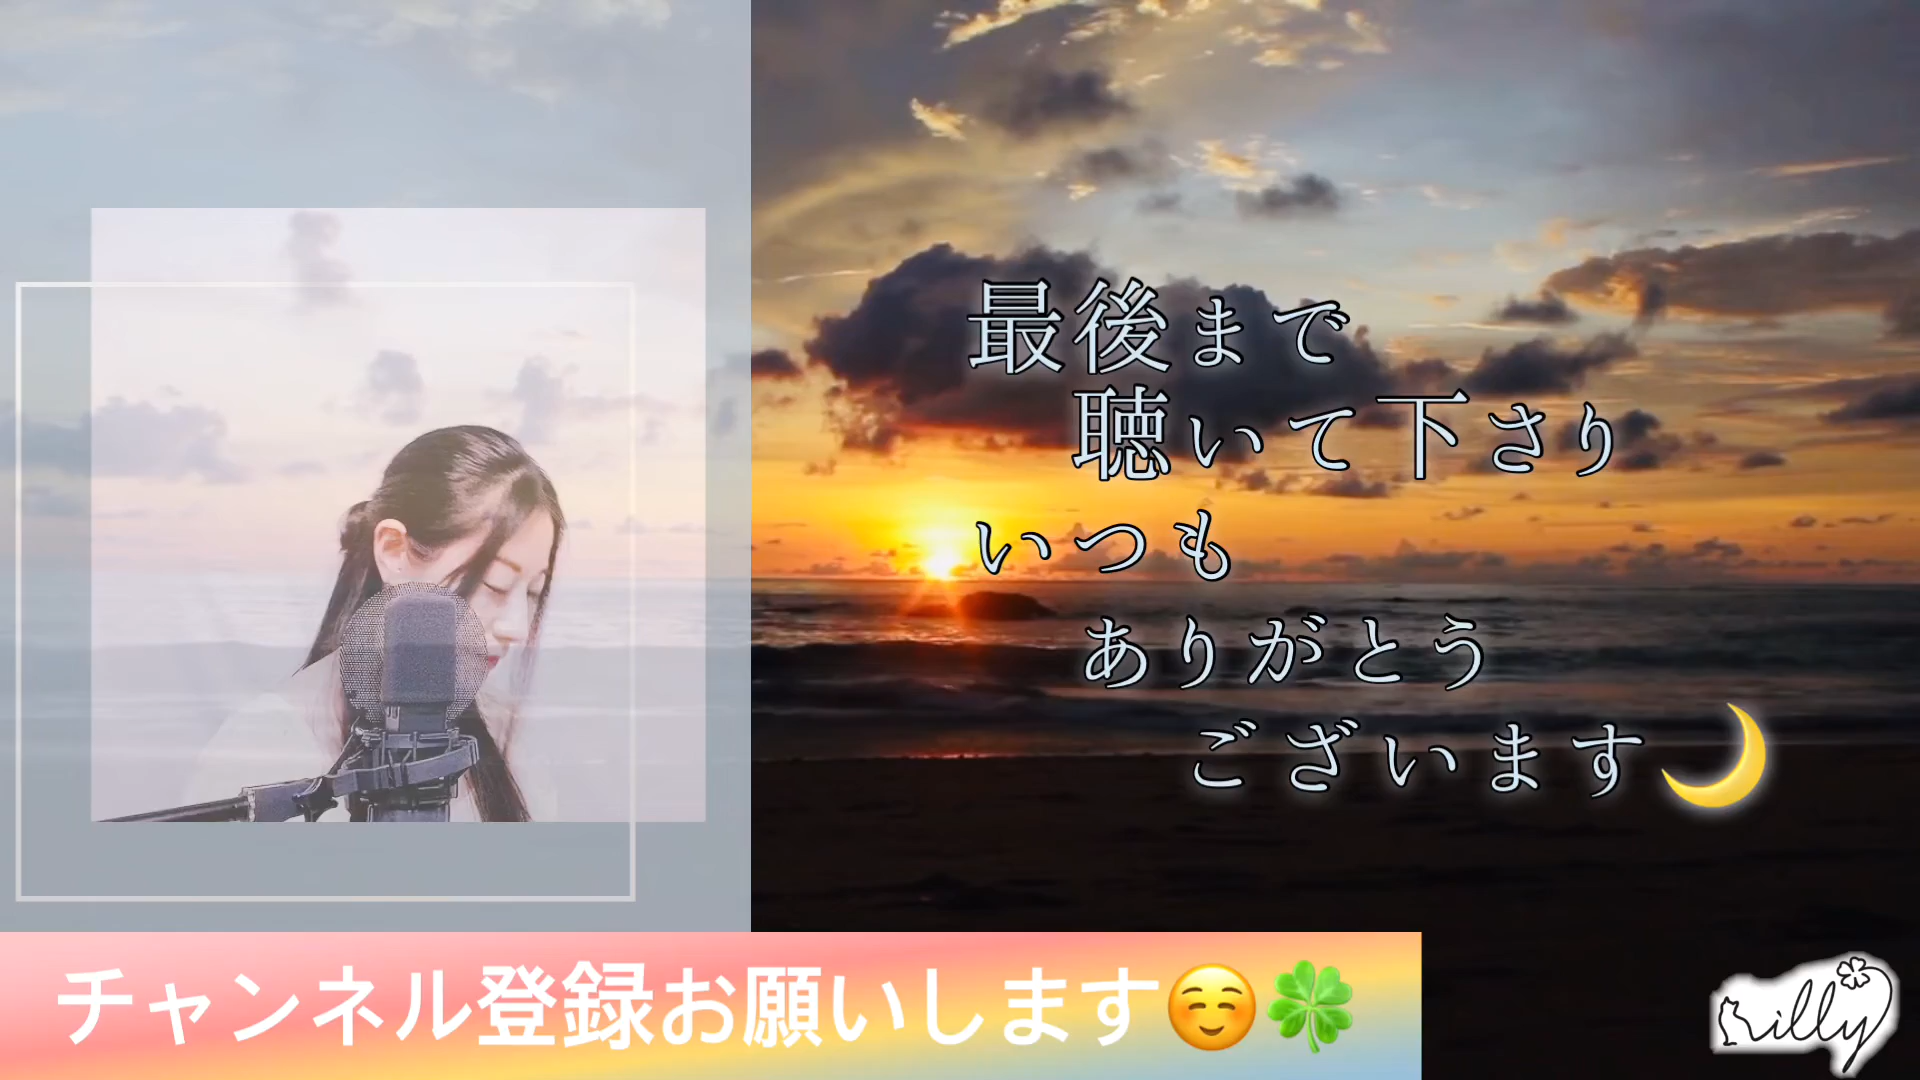 最後まで
聴いて下さり
いつも
ありがとう
ございます🌙
チャンネル登録お願いします☺️🍀
Rilly